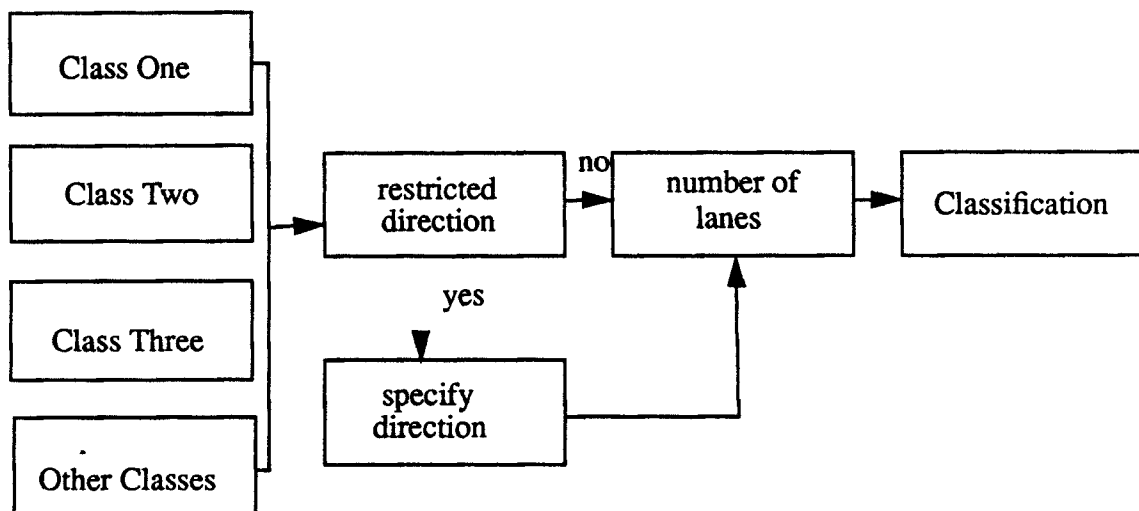 Class One
Class Two
Class Three
Other Classes
restricted
direction
no
yes
specify
direction
number of
lanes
Classification